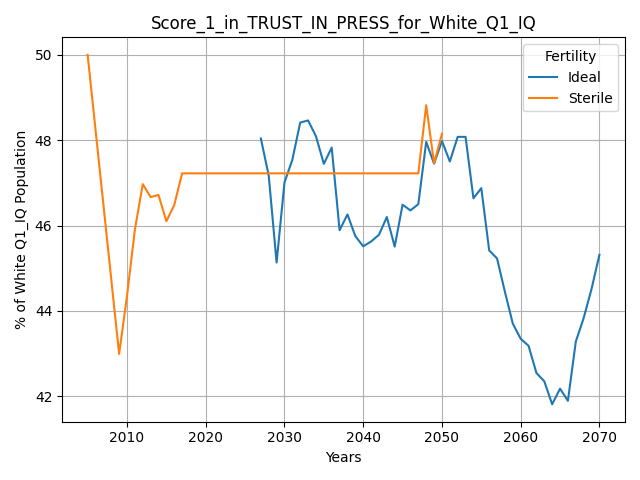 Score_1_in_TRUST_IN_PRESS_for_White_Q1_IQ
% of White Q1_IQ Population
50
48
46
44
42
Fertility
Ideal
Sterile
2010 2020 2030 2040 2050 2060 2070
Years